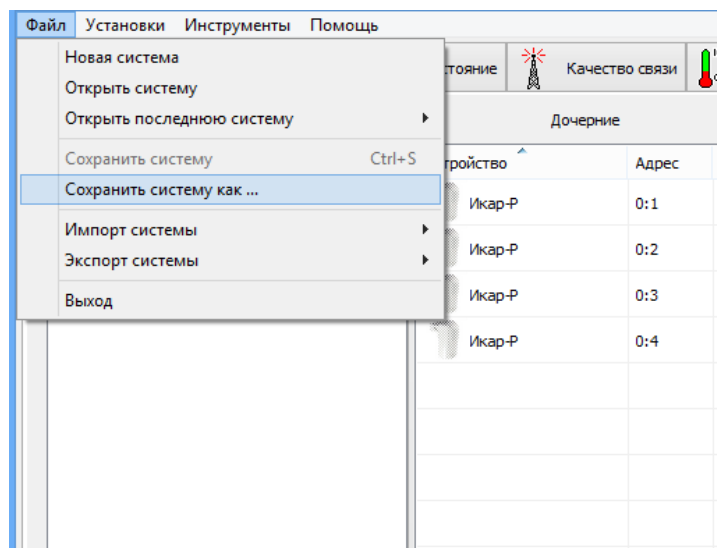 Файл Установки Инструменты Помощь
Новая система
Открыть систему
Открыть последнюю систему
Сохранить систему Ctrl+S
Сохранить систему как ...
Импорт системы
Экспорт системы
Выход
Качество связи
Дочерние
Адрес
Икар-Р 0:1
Икар-Р 0:2
Икар-Р 0:3
Икар-Р 0:4